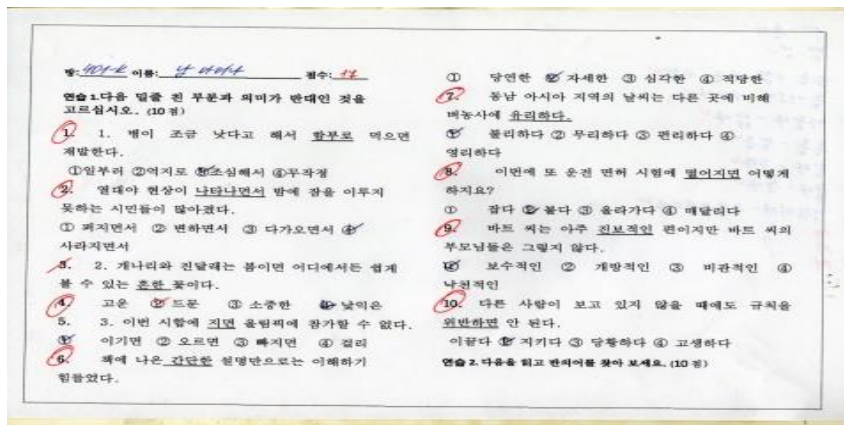 방: 401-K 이름: 남 마리나 점수: 17
연습 1.다음 밑줄 친 부분과 의미가 반대인 것을
고르십시오. (10 점)
1. 1. 병이 조금 낫다고 해서 함부로 먹으면
재발한다.
①일부러 ②억지로 ③조심해서 ④무작정
2. 열대야 현상이 나타나면서 밤에 잠을 이루지
못하는 시민들이 많아졌다.
① 퍼지면서 ② 변하면서 ③ 다가오면서 ④
사라지면서
3. 2. 개나리와 진달래는 봄이면 어디에서든 쉽게
볼 수 있는 흔한 꽃이다.
4. 고운 ② 드문 ③ 소중한 ④ 낯익은
5. 3. 이번 시합에 지면 올림픽에 참가할 수 없다.
① 이기면 ② 오르면 ③ 빠지면 ④ 걸리
6. 책에 나온 간단한 설명만으로는 이해하기
힘들었다.
① 당연한 ② 자세한 ③ 심각한 ④ 적당한
7. 동남 아시아 지역의 날씨는 다른 곳에 비해
벼농사에 유리하다.
① 불리하다 ② 무리하다 ③ 편리하다 ④
영리하다
8. 이번에 또 운전 면허 시험에 떨어지면 어떻게
하지요?
① 잡다 ② 붙다 ③ 올라가다 ④ 매달리다
9. 바트 씨는 아주 진보적인 편이지만 바트 씨의
부모님들은 그렇지 않다.
① 보수적인 ② 개방적인 ③ 비관적인 ④
낙천적인
10. 다른 사람이 보고 있지 않을 때에도 규칙을
위반하면 안 된다.
이끌다 ② 지키다 ③ 당황하다 ④ 고생하다
연습 2. 다음을 읽고 반의어를 찾아 보세요. (10 점)